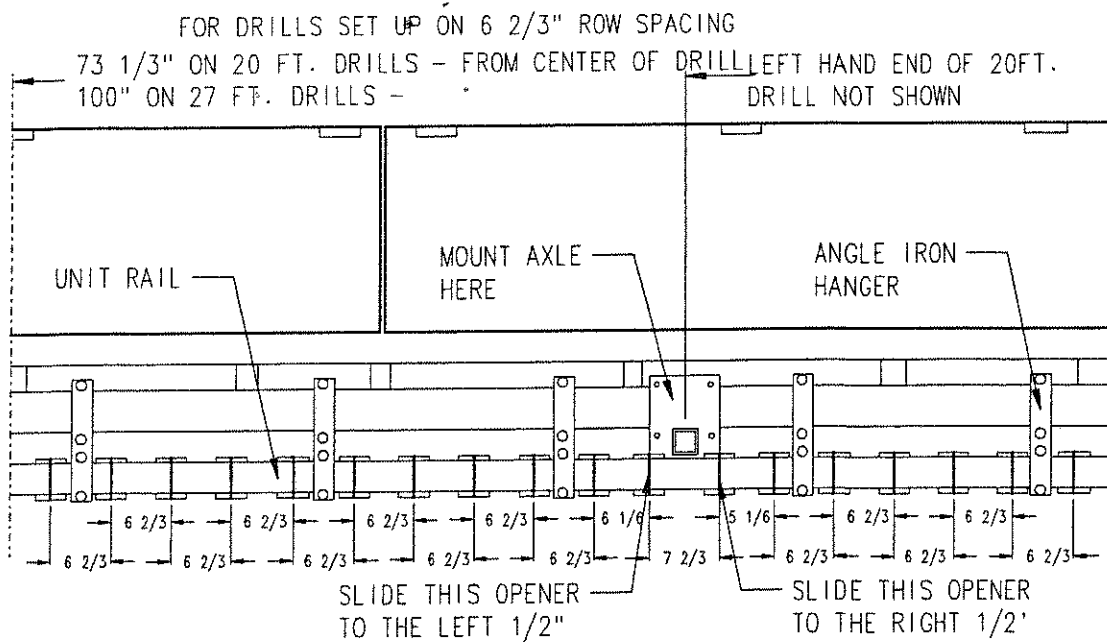 FOR DRILLS SET UP ON 6 2/3" ROW SPACING
73 1/3" ON 20 FT. DRILLS - FROM CENTER OF DRILL
100" ON 27 FT. DRILLS -
LEFT HAND END OF 20FT.
DRILL NOT SHOWN
UNIT RAIL
MOUNT AXLE
HERE
ANGLE IRON
HANGER
6 2/3 6 2/3 6 2/3 6 2/3 6 1/6 5 1/6 6 2/3 6 2/3
6 2/3 6 2/3 6 2/3 6 2/3 6 2/3 7 2/3 6 2/3 6 2/3 6 2/3
SLIDE THIS OPENER
TO THE LEFT 1/2"
SLIDE THIS OPENER
TO THE RIGHT 1/2'